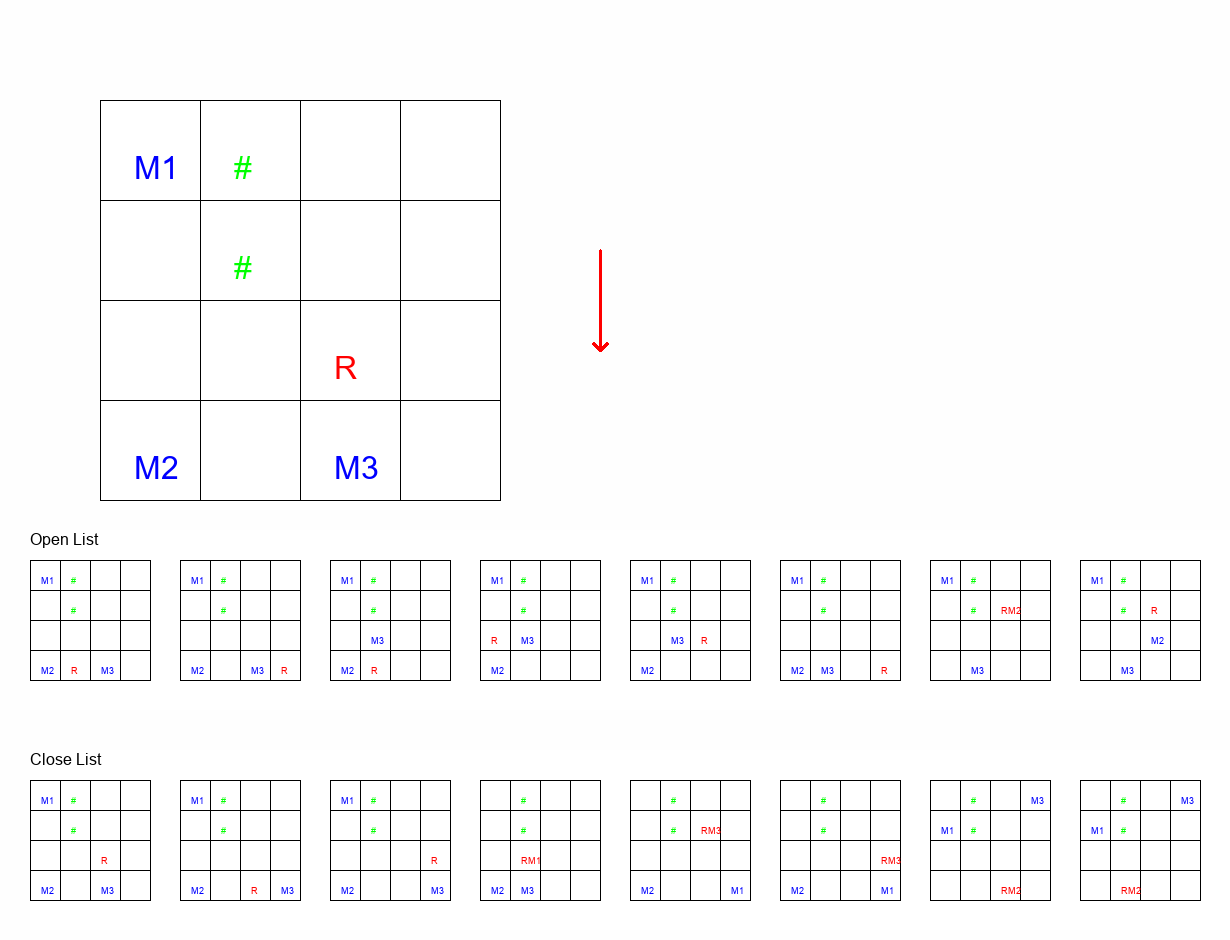 M1 #
#
R
M2 M3
Open List
M1 # M1 # M1 # M1 # M1 # M1 # M1 # M1 #
# # # # # # # RM2 # R
M3 R M3 M3 R M2
M2 R M3 M2 M3 R M2 R M2 M2 M2 M3 R M3 M3
Close List
M1 # M1 # M1 # # # # # M3 # M3
# # # # # RM3 # M1 # M1 #
R R RM1 RM3
M2 M3 M2 R M3 M2 M3 M2 M3 M2 M1 M2 M1 RM2 RM2